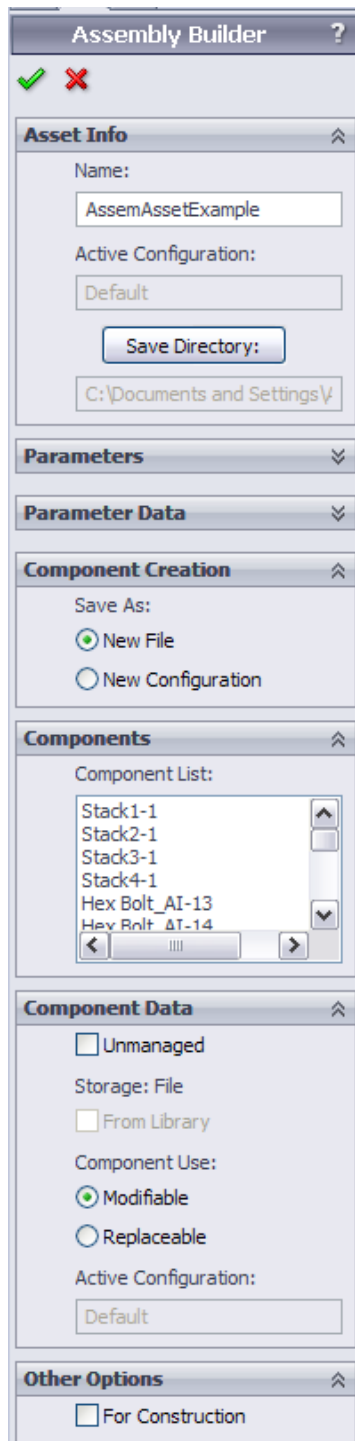 Assembly Builder ?
Asset Info
Name:
AssemAssetExample
Active Configuration:
Default
Save Directory:
C:\Documents and Settings\
Parameters
Parameter Data
Component Creation
Save As:
New File
New Configuration
Components
Component List:
Stack1-1
Stack2-1
Stack3-1
Stack4-1
Hex Bolt_AI-13
Hex Bolt_AI-14
Component Data
Unmanaged
Storage: File
From Library
Component Use:
Modifiable
Replaceable
Active Configuration:
Default
Other Options
For Construction